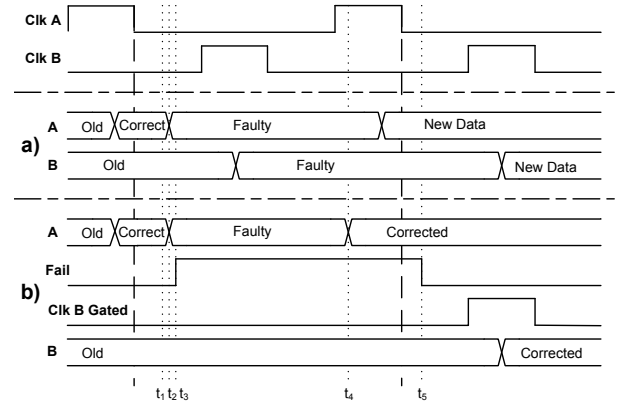 Clk A
Clk B
A Old Correct Faulty New Data
a)
B Old Faulty New Data
A Old Correct Faulty Corrected
Fail
b)
Clk B Gated
B Old Corrected
t1 t2 t3 t4 t5